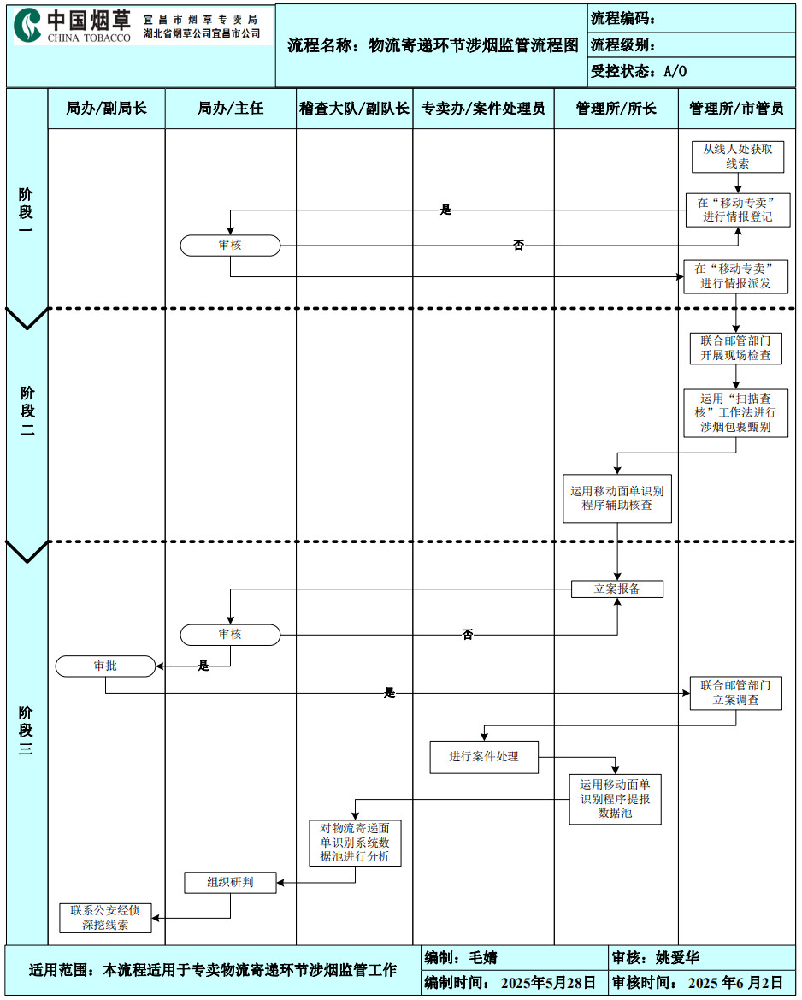 中国烟草
CHINA TOBACCO
宜昌市烟草专卖局
湖北省烟草公司宜昌市公司
流程名称：物流寄递环节涉烟监管流程图
流程编码：
流程级别：
受控状态：A/0
局办/副局长
局办/主任
稽查大队/副队长
专卖办/案件处理员
管理所/所长
管理所/市管员
阶
段
一
从线人处获取
线索
在“移动专卖”
进行情报登记
是
审核
否
在“移动专卖”
进行情报派发
阶
段
二
联合邮管部门
开展现场检查
运用“扫掂查
核”工作法进行
涉烟包裹甄别
运用移动面单识别
程序辅助核查
阶
段
三
立案报备
审核
否
审批
是
是
联合邮管部门
立案调查
进行案件处理
运用移动面单
识别程序提报
数据池
对物流寄递面
单识别系统数
据池进行分析
组织研判
联系公安经侦
深挖线索
适用范围：本流程适用于专卖物流寄递环节涉烟监管工作
编制：毛婧
审核：姚爱华
编制时间： 2025年5月28日
审核时间： 2025 年6 月2日